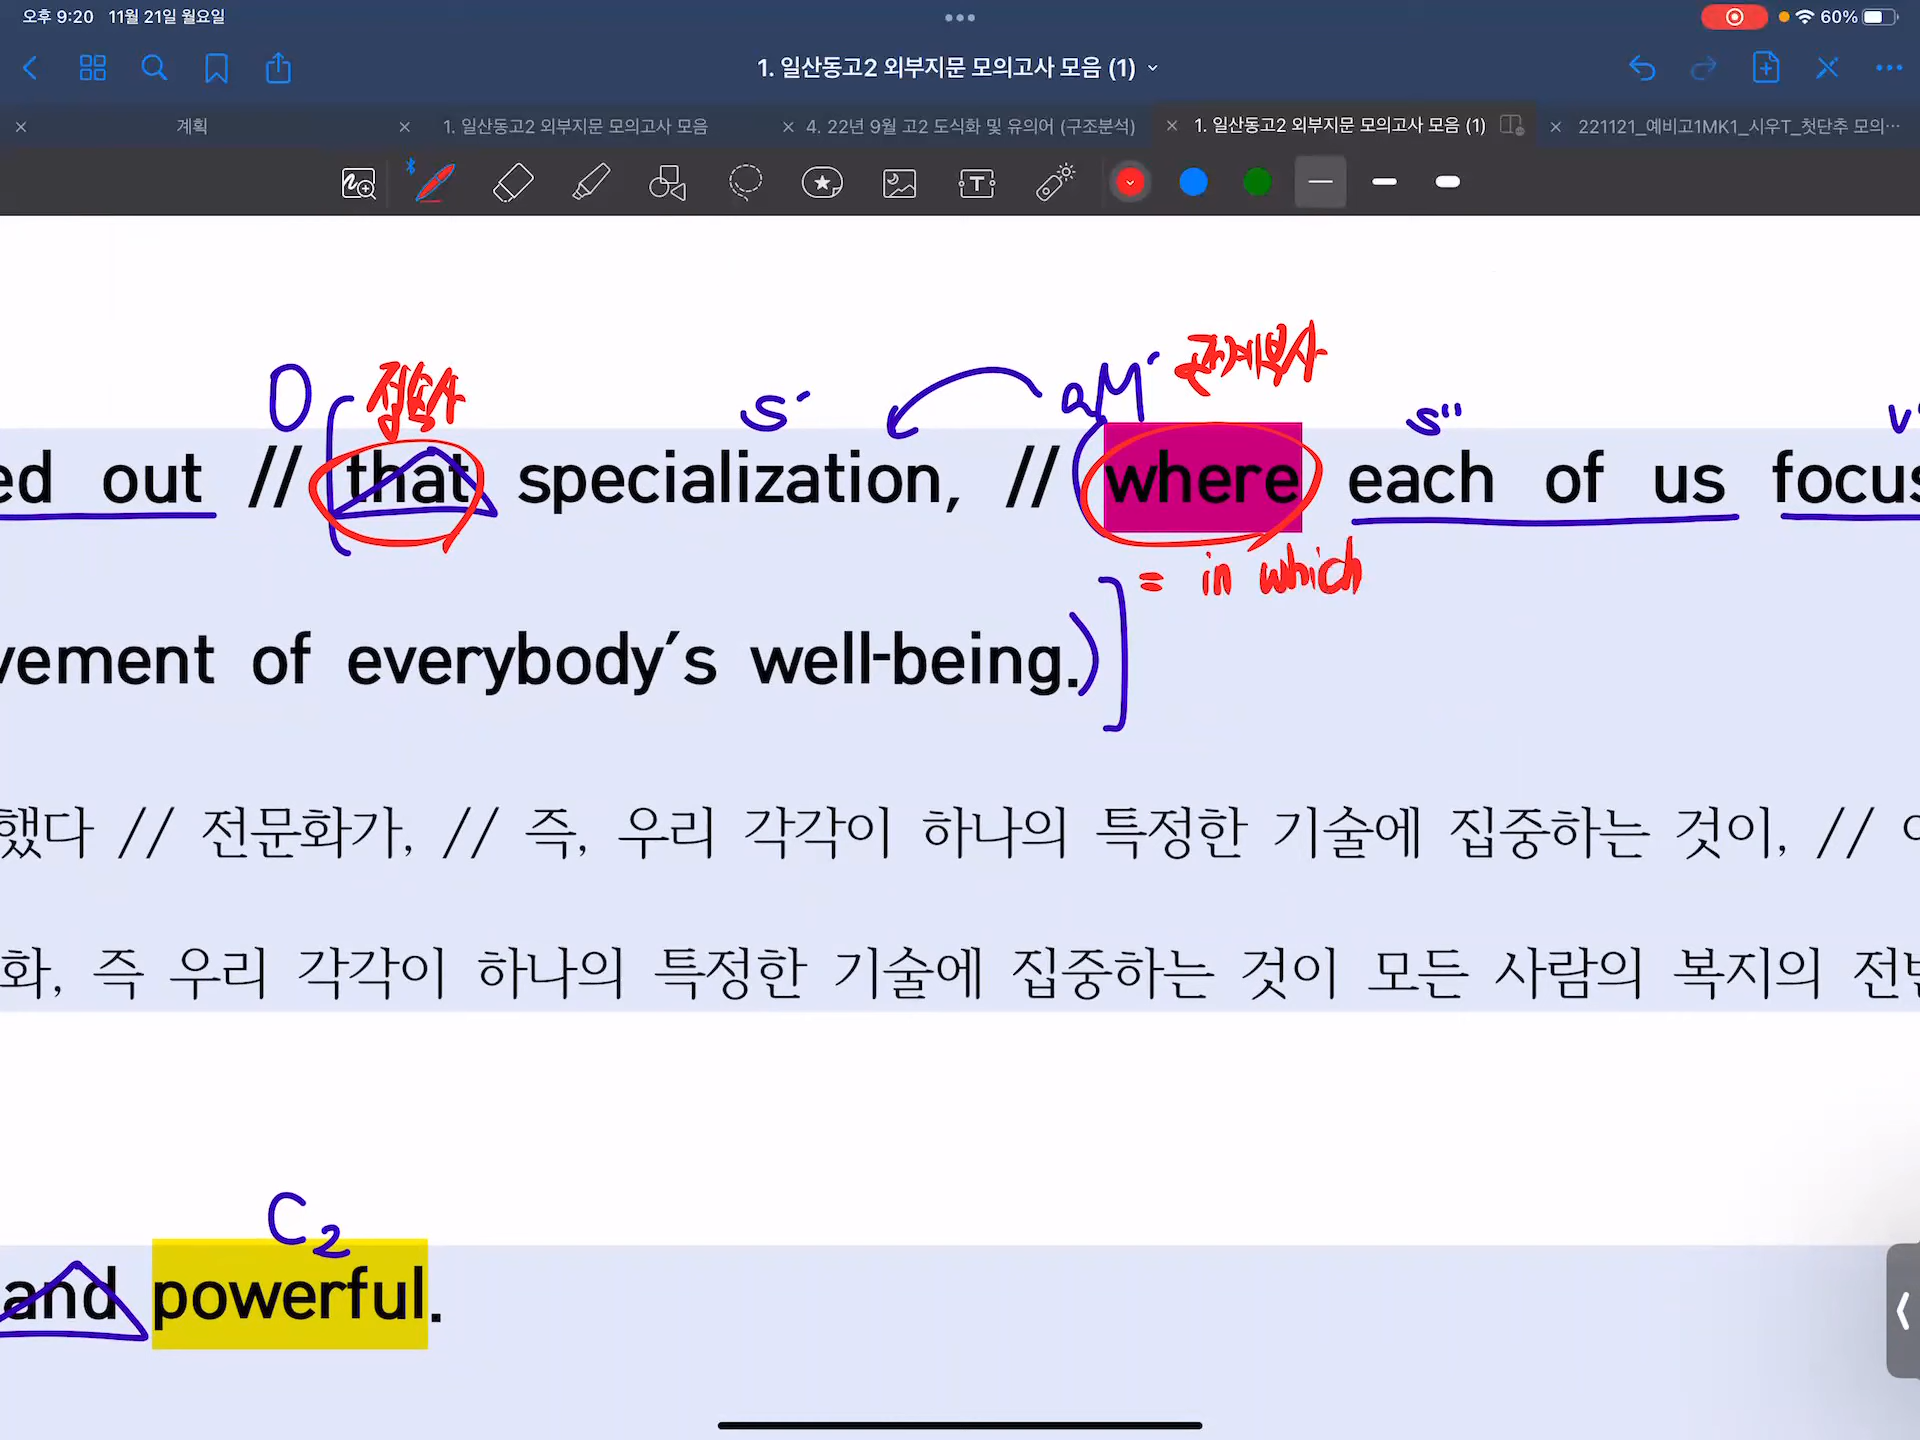 오후 9:20 11월 21일 월요일
60%
1. 일산동고2 외부지문 모의고사 모음 (1)
계획
1. 일산동고2 외부지문 모의고사 모음
4. 22년 9월 고2 도식화 및 유의어 (구조분석)
1. 일산동고2 외부지문 모의고사 모음 (1)
221121_예비고1MK1_시우T_첫단추 모의…
O 접속사 S′ aM′ 관계부사 S″ v″
ed out // that specialization, // where each of us focus
= in which
vement of everybody's well-being.
했다 // 전문화가, // 즉, 우리 각각이 하나의 특정한 기술에 집중하는 것이, //
화, 즉 우리 각각이 하나의 특정한 기술에 집중하는 것이 모든 사람의 복지의
C₂
and powerful.